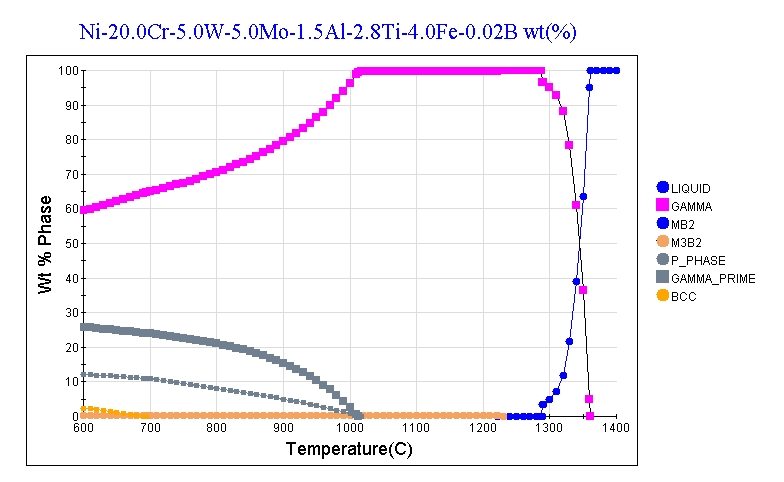 Ni-20.0Cr-5.0W-5.0Mo-1.5Al-2.8Ti-4.0Fe-0.02B wt(%)
Wt % Phase
100
90
80
70
60
50
40
30
20
10
0
600 700 800 900 1000 1100 1200 1300 1400
Temperature(C)
LIQUID
GAMMA
MB2
M3B2
P_PHASE
GAMMA_PRIME
BCC